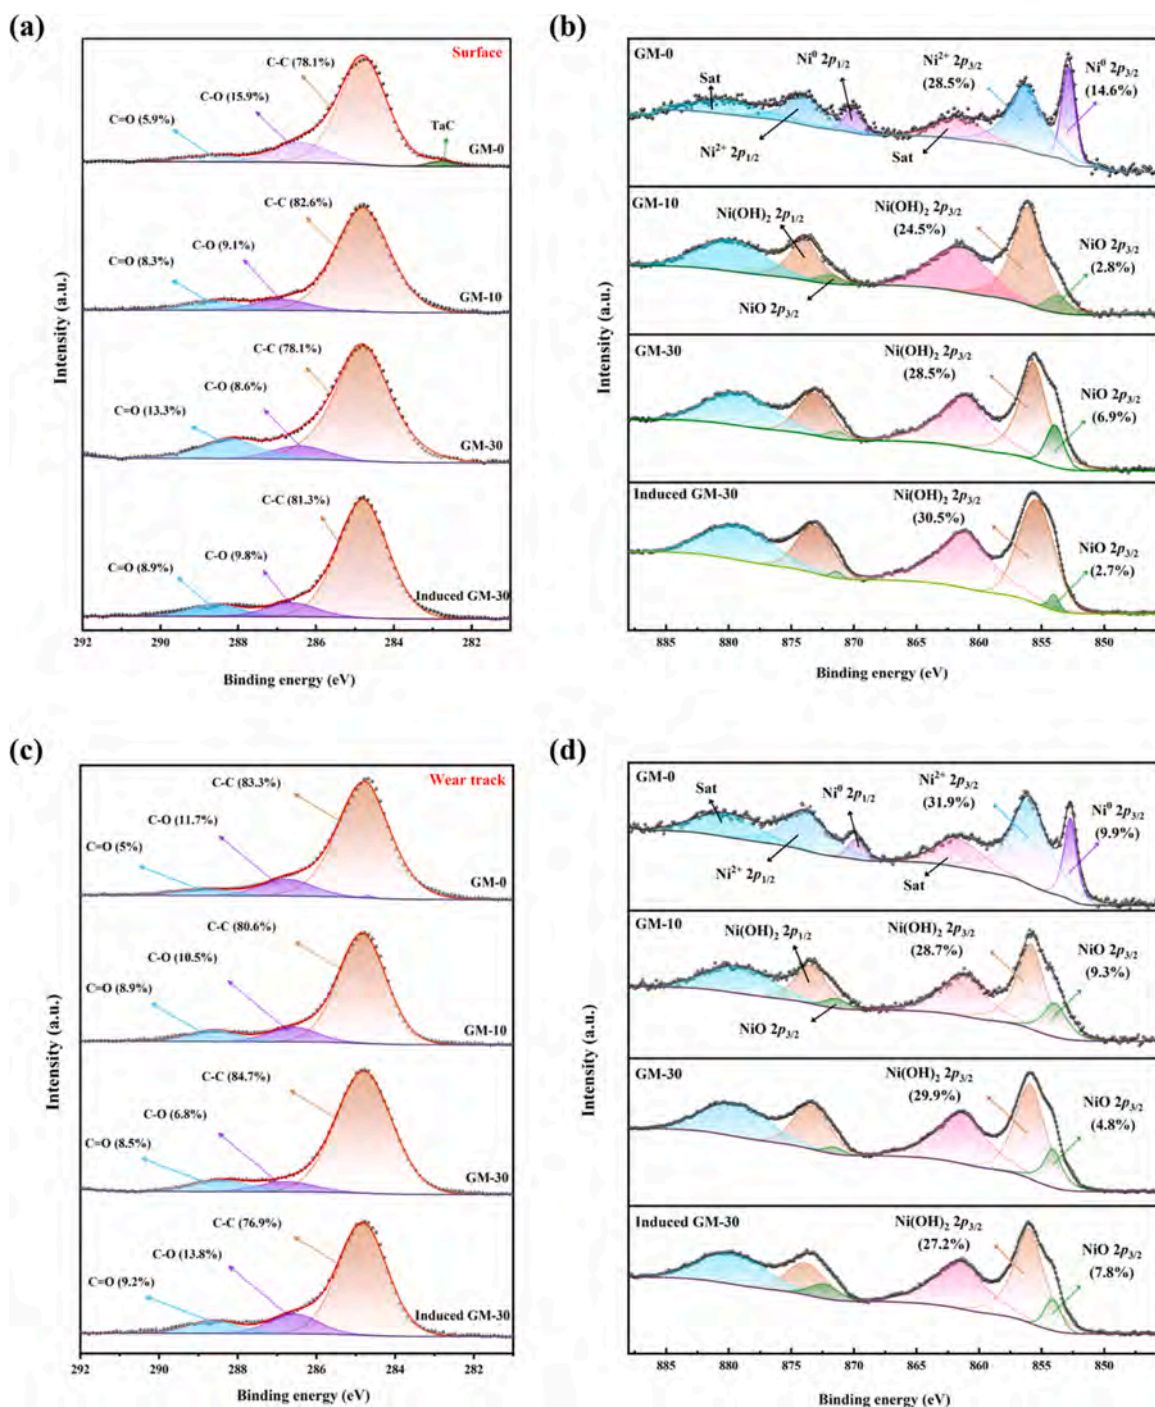 (a)
Surface
C-C (78.1%)
C-O (15.9%)
C=O (5.9%)
TaC
GM-0
C-C (82.6%)
C-O (9.1%)
C=O (8.3%)
GM-10
C-C (78.1%)
C-O (8.6%)
C=O (13.3%)
GM-30
C-C (81.3%)
C-O (9.8%)
C=O (8.9%)
Induced GM-30
292 290 288 286 284 282
Binding energy (eV)
Intensity (a.u.)
(b)
GM-0
Sat
Ni⁰ 2p1/2
Ni²⁺ 2p3/2
(28.5%)
Ni⁰ 2p3/2
(14.6%)
Ni²⁺ 2p1/2
Sat
GM-10
Ni(OH)₂ 2p1/2
Ni(OH)₂ 2p3/2
(24.5%)
NiO 2p3/2
(2.8%)
NiO 2p3/2
GM-30
Ni(OH)₂ 2p3/2
(28.5%)
NiO 2p3/2
(6.9%)
Induced GM-30
Ni(OH)₂ 2p3/2
(30.5%)
NiO 2p3/2
(2.7%)
885 880 875 870 865 860 855 850
Binding energy (eV)
Intensity (a.u.)
(c)
Wear track
C-C (83.3%)
C-O (11.7%)
C=O (5%)
GM-0
C-C (80.6%)
C-O (10.5%)
C=O (8.9%)
GM-10
C-C (84.7%)
C-O (6.8%)
C=O (8.5%)
GM-30
C-C (76.9%)
C-O (13.8%)
C=O (9.2%)
Induced GM-30
292 290 288 286 284 282
Binding energy (eV)
Intensity (a.u.)
(d)
GM-0
Sat
Ni⁰ 2p1/2
Ni²⁺ 2p3/2
(31.9%)
Ni⁰ 2p3/2
(9.9%)
Ni²⁺ 2p1/2
Sat
GM-10
Ni(OH)₂ 2p1/2
Ni(OH)₂ 2p3/2
(28.7%)
NiO 2p3/2
(9.3%)
NiO 2p3/2
GM-30
Ni(OH)₂ 2p3/2
(29.9%)
NiO 2p3/2
(4.8%)
Induced GM-30
Ni(OH)₂ 2p3/2
(27.2%)
NiO 2p3/2
(7.8%)
885 880 875 870 865 860 855 850
Binding energy (eV)
Intensity (a.u.)